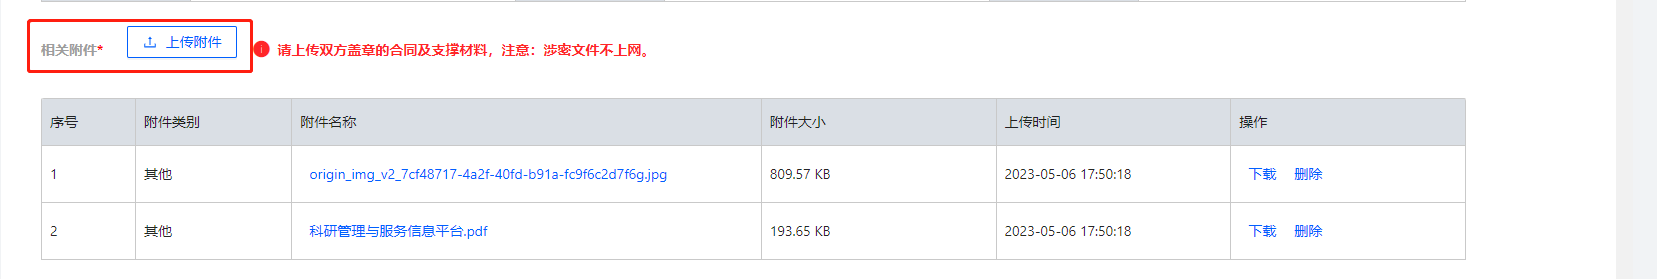 相关附件* 上传附件 请上传双方盖章的合同及支撑材料，注意：涉密文件不上网。
序号 附件类别 附件名称 附件大小 上传时间 操作
1 其他 origin_img_v2_7cf48717-4a2f-40fd-b91a-fc9f6c2d7f6g.jpg 809.57 KB 2023-05-06 17:50:18 下载 删除
2 其他 科研管理与服务信息平台.pdf 193.65 KB 2023-05-06 17:50:18 下载 删除